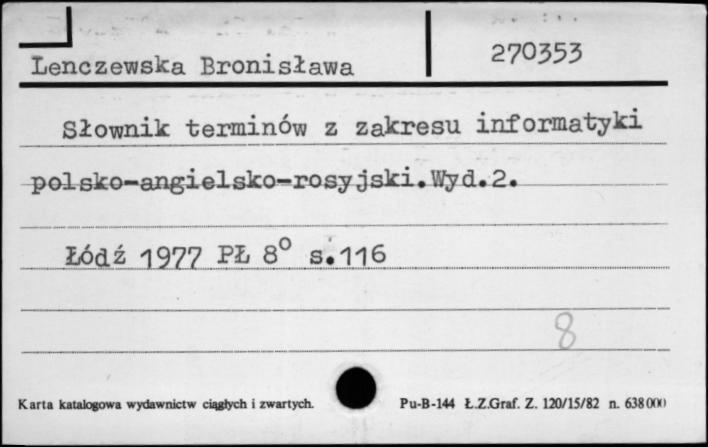 Lenczewska Bronisława
270353
Słownik terminów z zakresu informatyki
polsko-angielsko-rosyjski.Wyd.2.
Łódź 1977 PŁ 8° s.116
8
Karta katalogowa wydawnictw ciągłych i zwartych.
Pu-B-144 Ł.Z.Graf. Z. 120/15/82 n. 638000